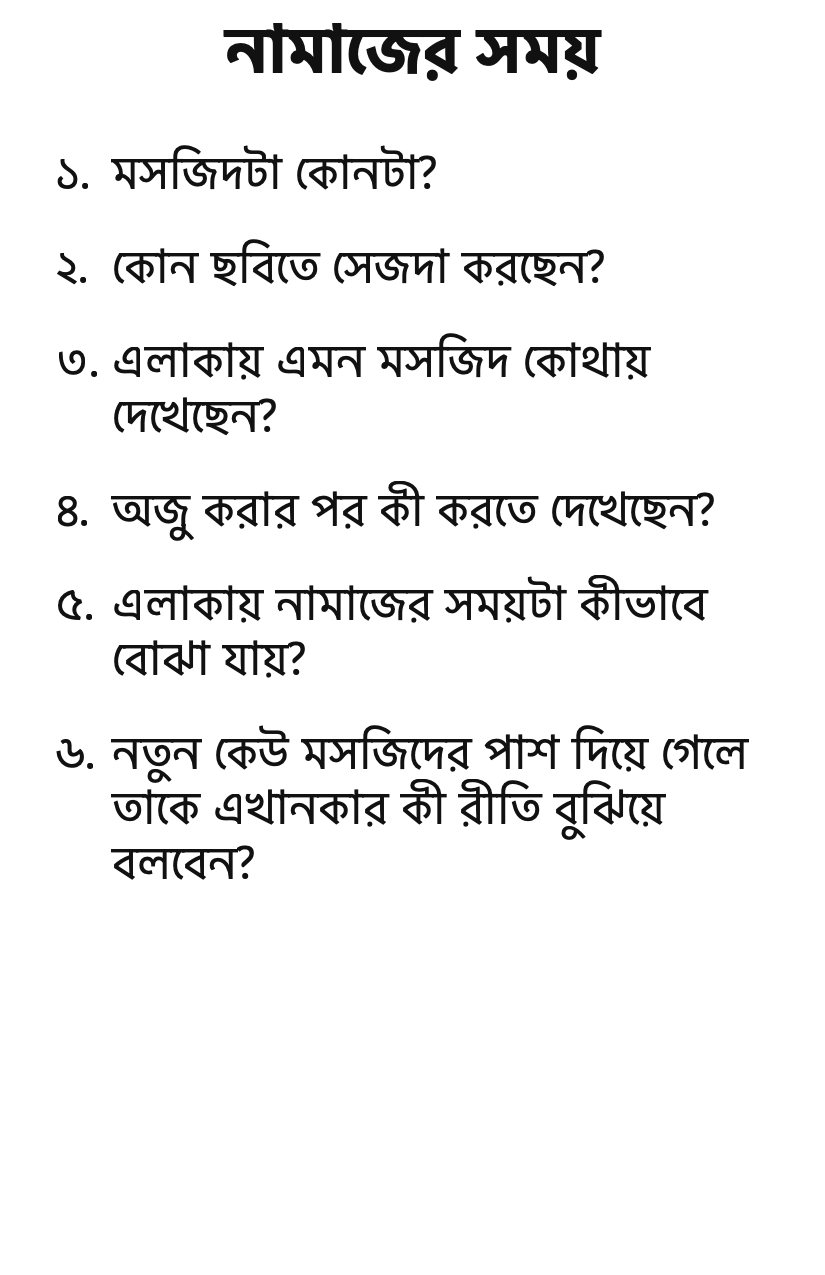 নামাজের সময়
১. মসজিদটা কোনটা?
২. কোন ছবিতে সেজদা করছেন?
৩. এলাকায় এমন মসজিদ কোথায়
দেখেছেন?
৪. অজু করার পর কী করতে দেখেছেন?
৫. এলাকায় নামাজের সময়টা কীভাবে
বোঝা যায়?
৬. নতুন কেউ মসজিদের পাশ দিয়ে গেলে
তাকে এখানকার কী রীতি বুঝিয়ে
বলবেন?